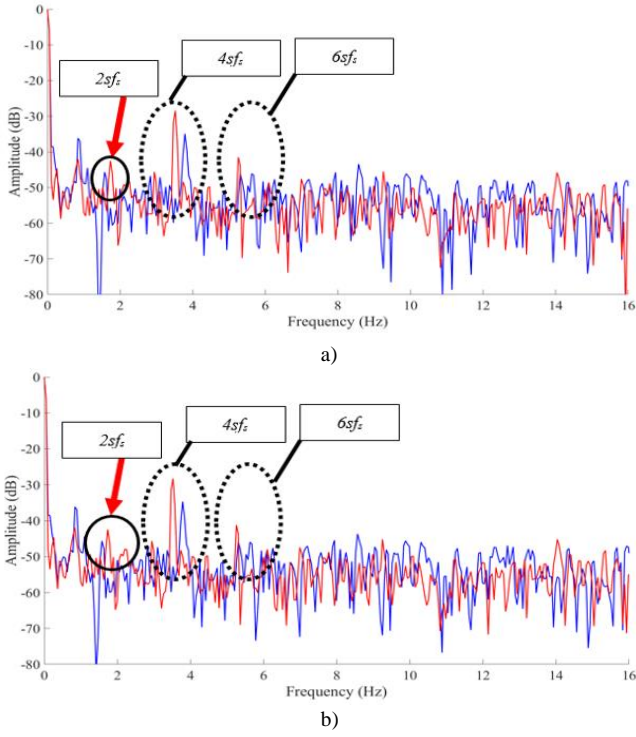 0
-10
2sfs
4sfs
6sfs
-20
-30
-40
-50
-60
-70
-80
Amplitude (dB)
0 2 4 6 8 10 12 14 16
Frequency (Hz)
a)
0
-10
2sfs
4sfs
6sfs
-20
-30
-40
-50
-60
-70
-80
Amplitude (dB)
0 2 4 6 8 10 12 14 16
Frequency (Hz)
b)